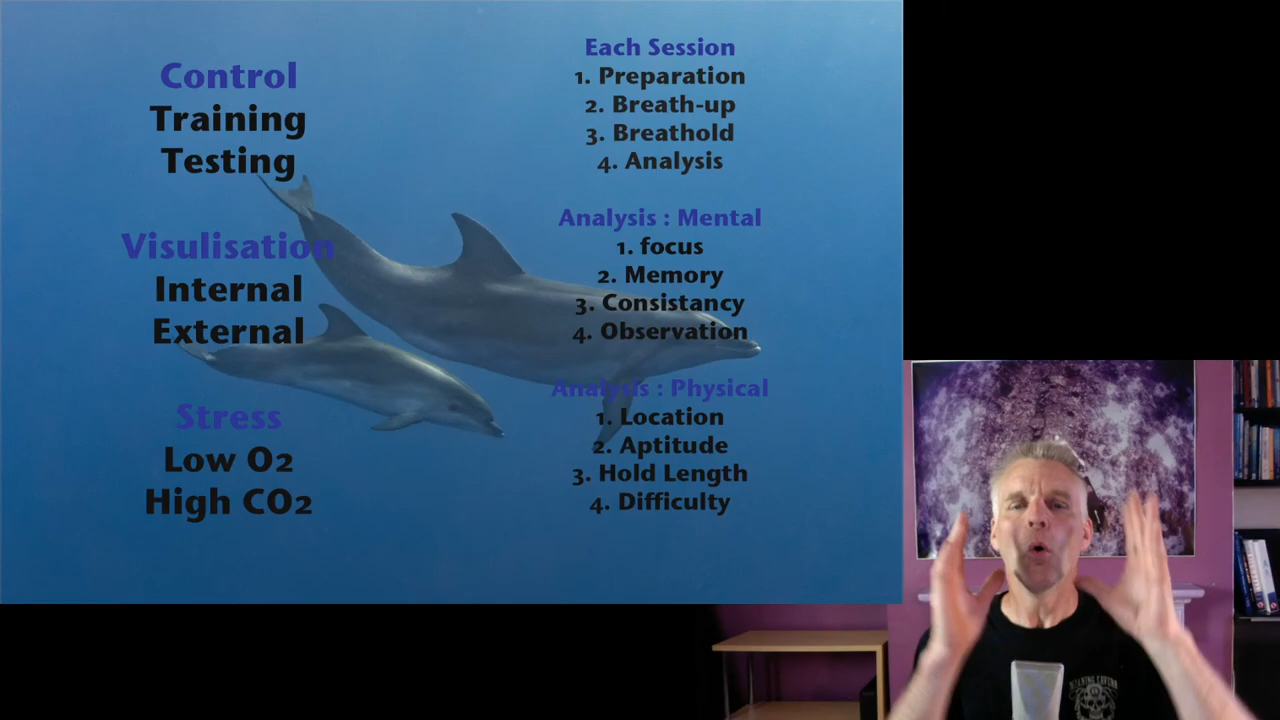 Control
Training
Testing
Visulisation
Internal
External
Stress
Low O2
High CO2
Each Session
1. Preparation
2. Breath-up
3. Breathold
4. Analysis
Analysis : Mental
1. focus
2. Memory
3. Consistancy
4. Observation
Analysis : Physical
1. Location
2. Aptitude
3. Hold Length
4. Difficulty